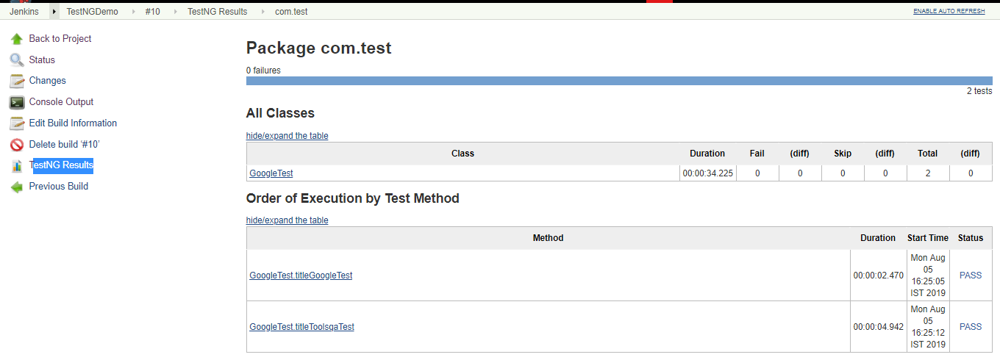 Jenkins TestNGDemo #10 TestNG Results com.test ENABLE AUTO REFRESH
Back to Project
Status
Changes
Console Output
Edit Build Information
Delete build ‘#10’
TestNG Results
Previous Build
Package com.test
0 failures
2 tests
All Classes
hide/expand the table
Class Duration Fail (diff) Skip (diff) Total (diff)
GoogleTest 00:00:34.225 0 0 0 0 2 0
Order of Execution by Test Method
hide/expand the table
Method Duration Start Time Status
GoogleTest.titleGoogleTest 00:00:02.470 Mon Aug
05
16:25:05
IST 2019
PASS
GoogleTest.titleToolsqaTest 00:00:04.942 Mon Aug
05
16:25:12
IST 2019
PASS